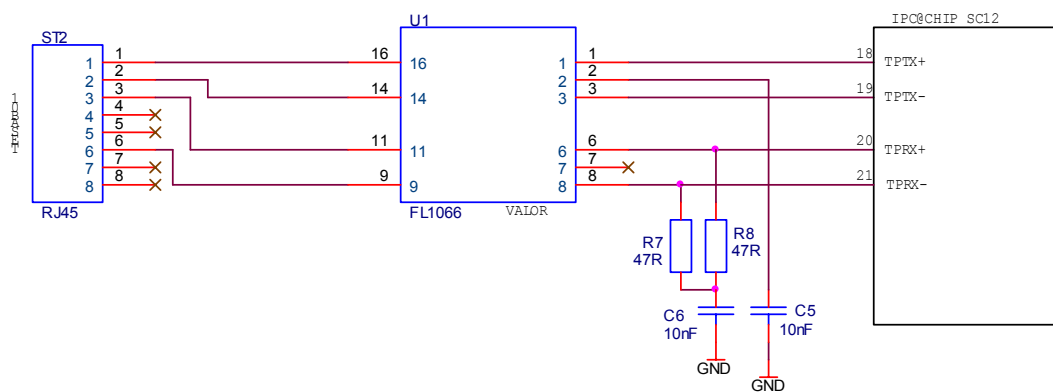 10BASET
ST2
1
2
3
4
5
6
7
8
1
2
3
4
5
6
7
8
RJ45
U1
16
14
11
9
16
14
11
9
1
2
3
6
7
8
1
2
3
6
7
8
FL1066
VALOR
IPC@CHIP SC12
18
TPTX+
19
TPTX-
20
TPRX+
21
TPRX-
R7
47R
R8
47R
C6
10nF
C5
10nF
GND
GND